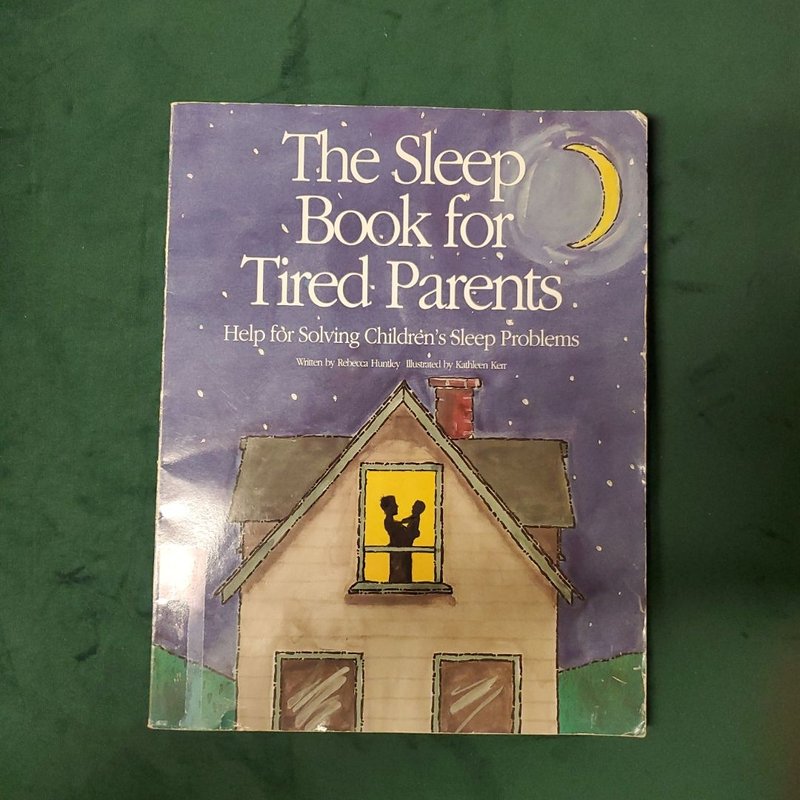 The Sleep
Book for
Tired Parents
Help for Solving Children's Sleep Problems
Written by Rebecca Huntley Illustrated by Kathleen Kerr